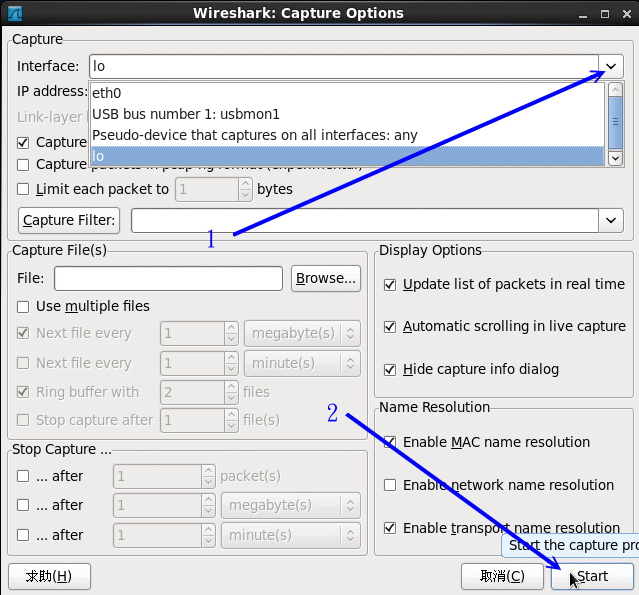 Wireshark: Capture Options
Capture
Interface: lo
eth0
IP address:
USB bus number 1: usbmon1
Link-layer
Pseudo-device that captures on all interfaces: any
Capture
lo
Capture packets in pcap-ng format (experimental)
Limit each packet to 1 bytes
Capture Filter:
1
Capture File(s)
File: Browse...
Use multiple files
Next file every 1 megabyte(s)
Next file every 1 minute(s)
Ring buffer with 2 files
Stop capture after 1 file(s)
Stop Capture ...
... after 1 packet(s)
... after 1 megabyte(s)
... after 1 minute(s)
Display Options
Update list of packets in real time
Automatic scrolling in live capture
Hide capture info dialog
2
Name Resolution
Enable MAC name resolution
Enable network name resolution
Enable transport name resolution
Start the capture pro
求助(H)
取消(C)
Start